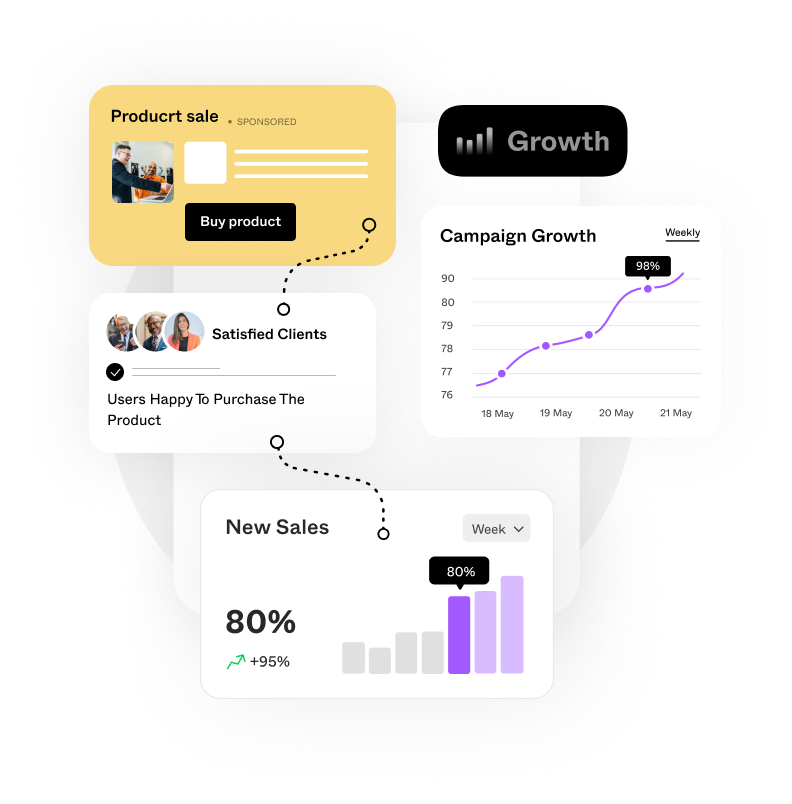 Producrt sale
• SPONSORED
Buy product
Growth
Campaign Growth
Weekly
98%
90
80
79
78
77
76
18 May
19 May
20 May
21 May
Satisfied Clients
Users Happy To Purchase The
Product
New Sales
Week
80%
80%
+95%